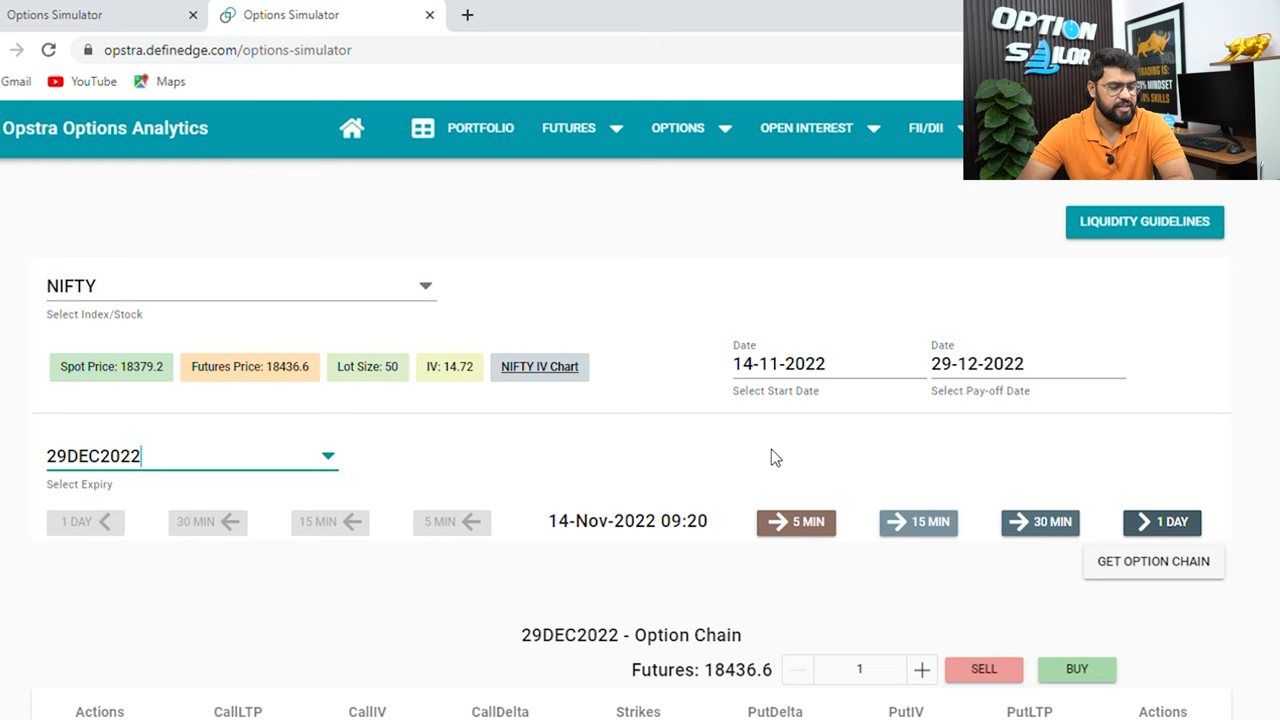 Options Simulator
Options Simulator
opstra.definedge.com/options-simulator
Gmail YouTube Maps
Opstra Options Analytics
PORTFOLIO FUTURES OPTIONS OPEN INTEREST FII/DII
OPTION
SAILOR
TRADING IS:
MINDSET
SKILLS
LIQUIDITY GUIDELINES
NIFTY
Select Index/Stock
Spot Price: 18379.2 Futures Price: 18436.6 Lot Size: 50 IV: 14.72 NIFTY IV Chart
Date Date
14-11-2022 29-12-2022
Select Start Date Select Pay-off Date
29DEC2022
Select Expiry
1 DAY 30 MIN 15 MIN 5 MIN 14-Nov-2022 09:20 5 MIN 15 MIN 30 MIN 1 DAY
GET OPTION CHAIN
29DEC2022 - Option Chain
Futures: 18436.6 1 SELL BUY
Actions CallLTP CallIV CallDelta Strikes PutDelta PutIV PutLTP Actions